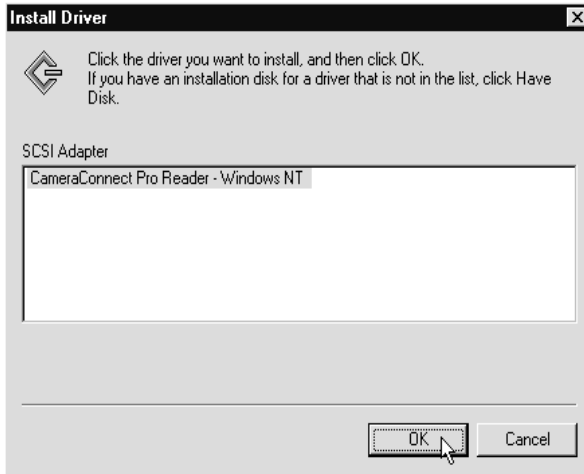 Install Driver
Click the driver you want to install, and then click OK.
If you have an installation disk for a driver that is not in the list, click Have
Disk.
SCSI Adapter
CameraConnect Pro Reader - Windows NT
OK
Cancel